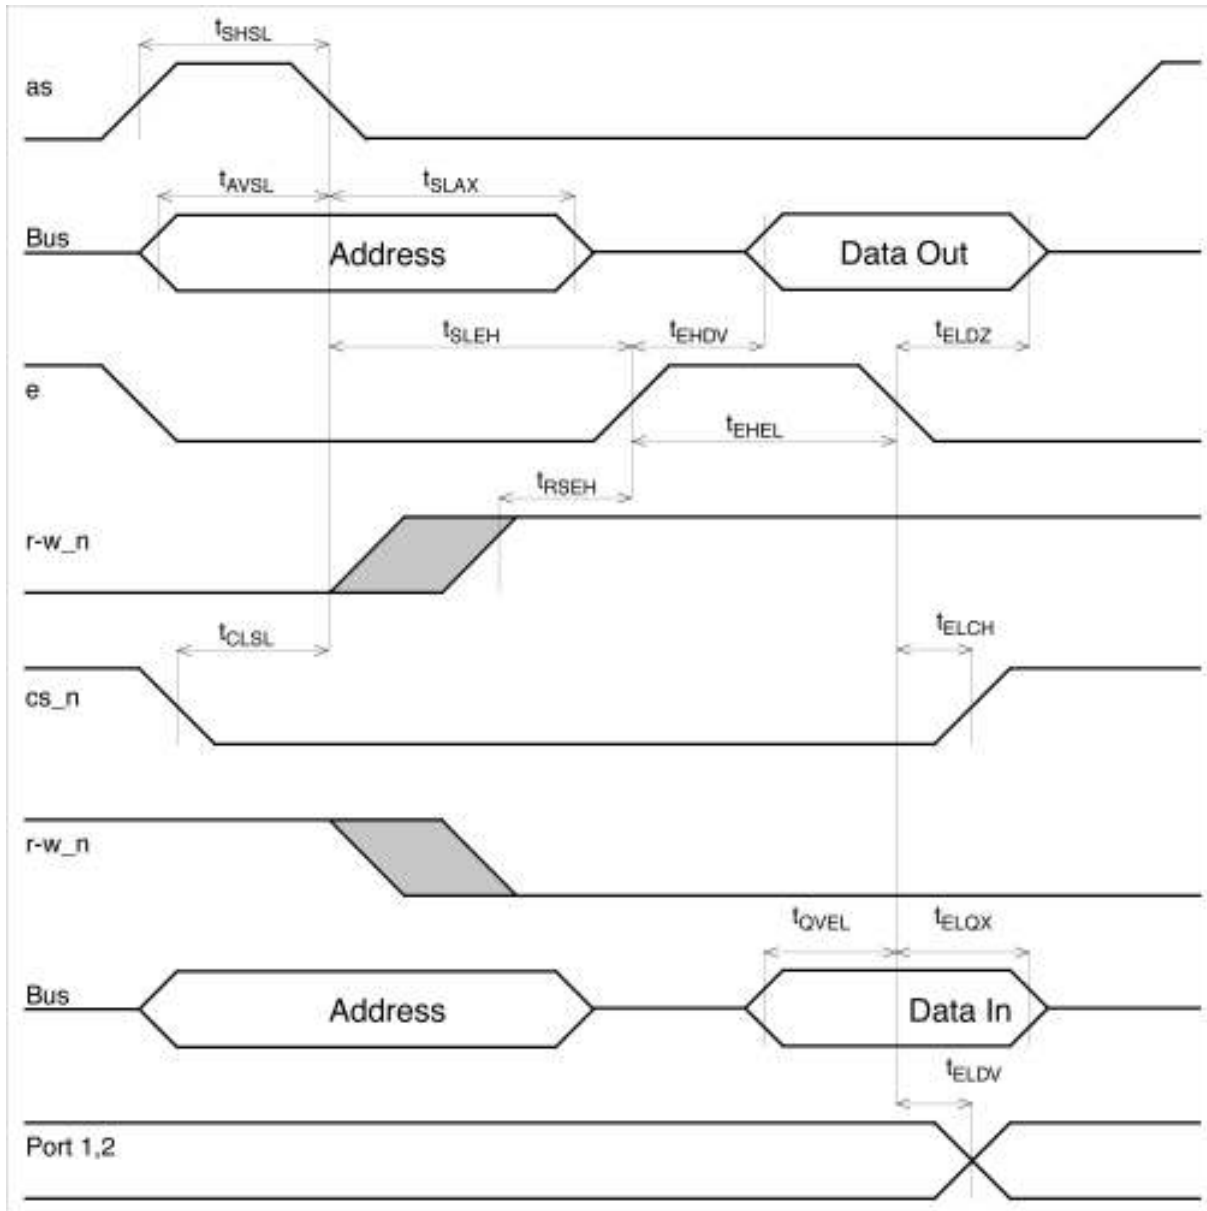 tSHSL
as
tAVSL tSLAX
Bus Address Data Out
tSLEH tEHDV tELDZ
e
tEHEL
tRSEH
r-w_n
tCLSL tELCH
cs_n
r-w_n
tQVEL tELQX
Bus Address Data In
tELDV
Port 1,2